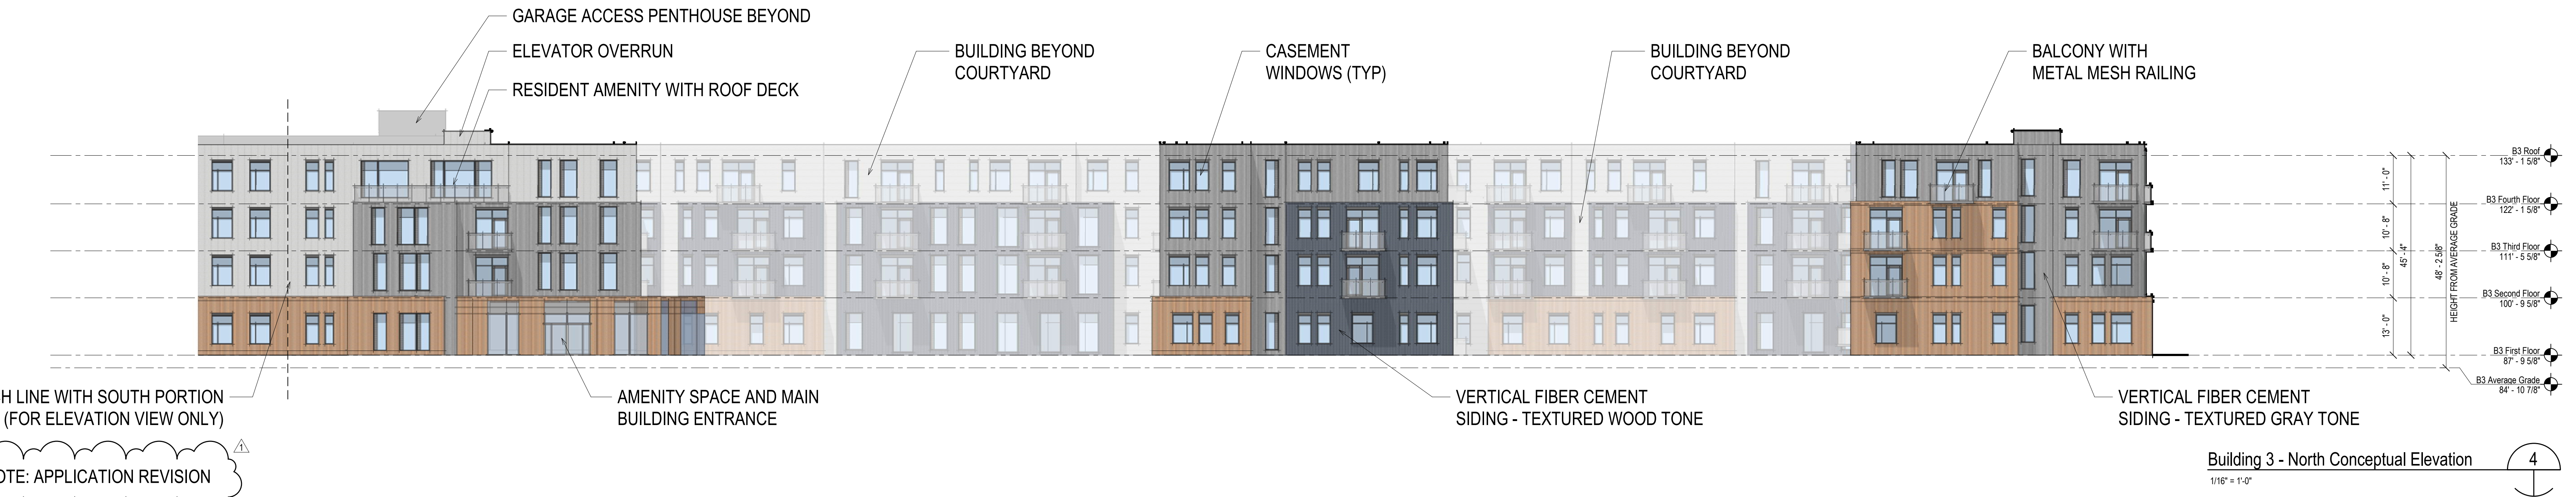 GARAGE ACCESS PENTHOUSE BEYOND
ELEVATOR OVERRUN
RESIDENT AMENITY WITH ROOF DECK
BUILDING BEYOND
COURTYARD
CASEMENT
WINDOWS (TYP)
BUILDING BEYOND
COURTYARD
BALCONY WITH
METAL MESH RAILING
B3 Roof
133' - 1 5/8"
B3 Fourth Floor
122' - 1 5/8"
B3 Third Floor
111' - 5 5/8"
B3 Second Floor
100' - 9 5/8"
B3 First Floor
87' - 9 5/8"
B3 Average Grade
84' - 10 7/8"
11' - 0"
10' - 8"
10' - 8"
13' - 0"
45' - 4"
48' - 2 5/8"
HEIGHT FROM AVERAGE GRADE
H LINE WITH SOUTH PORTION
(FOR ELEVATION VIEW ONLY)
AMENITY SPACE AND MAIN
BUILDING ENTRANCE
VERTICAL FIBER CEMENT
SIDING - TEXTURED WOOD TONE
VERTICAL FIBER CEMENT
SIDING - TEXTURED GRAY TONE
1
OTE: APPLICATION REVISION
Building 3 - North Conceptual Elevation
1/16" = 1'-0"
4